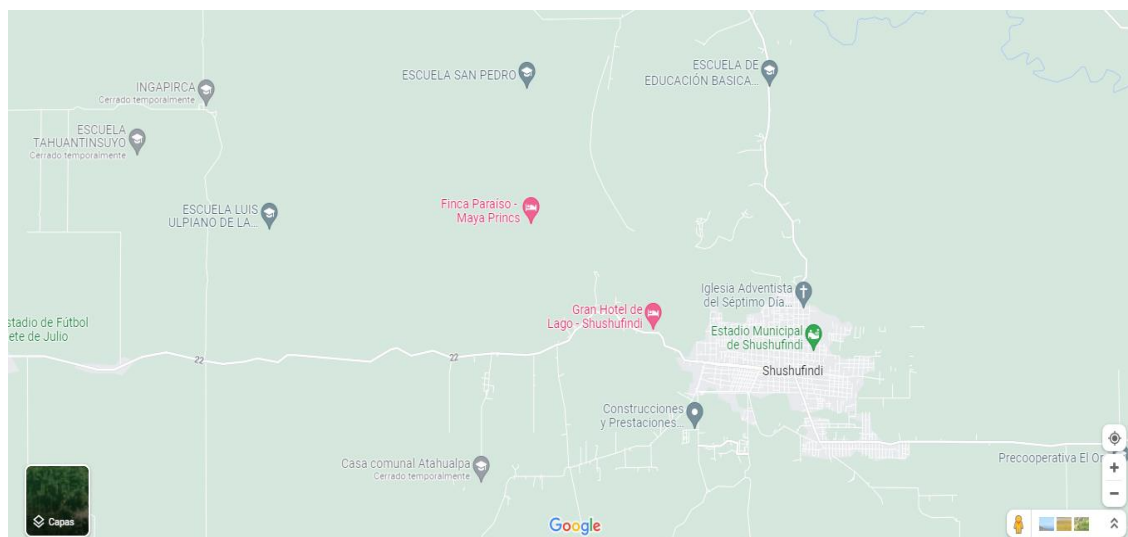 ESCUELA SAN PEDRO
ESCUELA DE
EDUCACIÓN BASICA...
INGAPIRCA
Cerrado temporalmente
ESCUELA
TAHUANTINSUYO
Cerrado temporalmente
ESCUELA LUIS
ULPIANO DE LA...
Finca Paraíso -
Maya Princs
Iglesia Adventista
del Séptimo Día...
Gran Hotel de
Lago - Shushufindi
stadio de Fútbol
ete de Julio
Estadio Municipal
de Shushufindi
22
22
Shushufindi
Construcciones
y Prestaciones...
Casa comunal Atahualpa
Cerrado temporalmente
Precooperativa El
Capas
Google